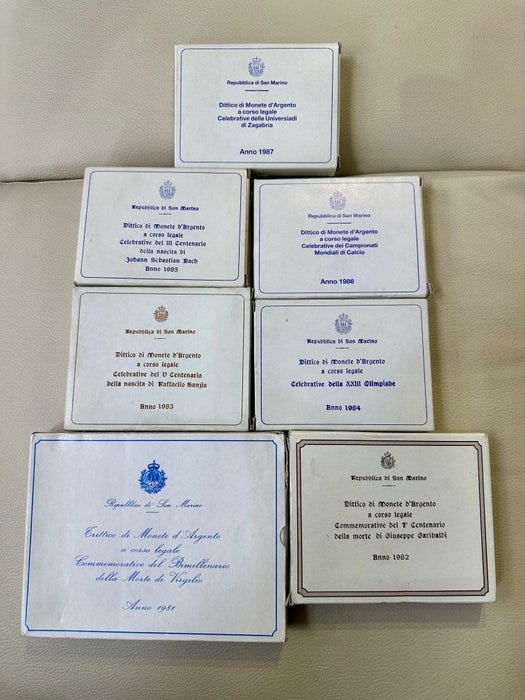 Repubblica di San Marino
Dittico di Monete d'Argento
a corso legale
Celebrative delle Universiadi
di Zagabria
Anno 1987
Repubblica di San Marino
Dittico di Monete d'Argento
a corso legale
Celebrative del III Centenario
della nascita di
Johann Sebastian Bach
Anno 1985
Repubblica di San Marino
Dittico di Monete d'Argento
a corso legale
Celebrative dei Campionati
Mondiali di Calcio
Anno 1986
Repubblica di San Marino
Dittico di Monete d'Argento
a corso legale
Celebrative del V Centenario
della nascita di Raffaello Sanzio
Anno 1983
Repubblica di San Marino
Dittico di Monete d'Argento
a corso legale
Celebrative della XXIII Olimpiade
Anno 1984
Repubblica di San Marino
Trittico di Monete d'Argento
a corso legale
Commemorative del Bimillenario
della Morte di Virgilio
Anno 1981
Repubblica di San Marino
Dittico di Monete d'Argento
a corso legale
Commemorative del 1° Centenario
della morte di Giuseppe Garibaldi
Anno 1982